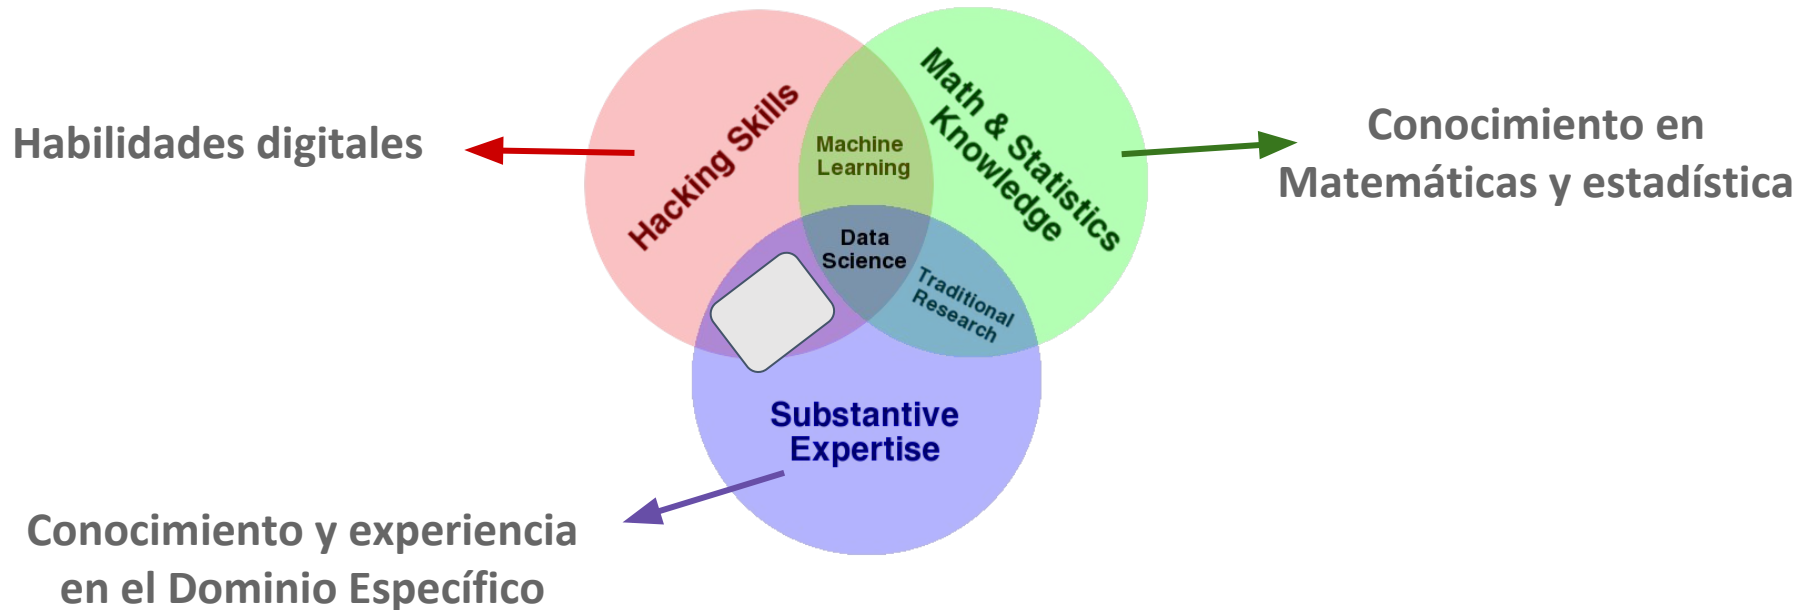 Habilidades digitales
Hacking Skills
Machine
Learning
Math & Statistics
Knowledge
Conocimiento en
Matemáticas y estadística
Data
Science
Traditional
Research
Substantive
Expertise
Conocimiento y experiencia
en el Dominio Específico